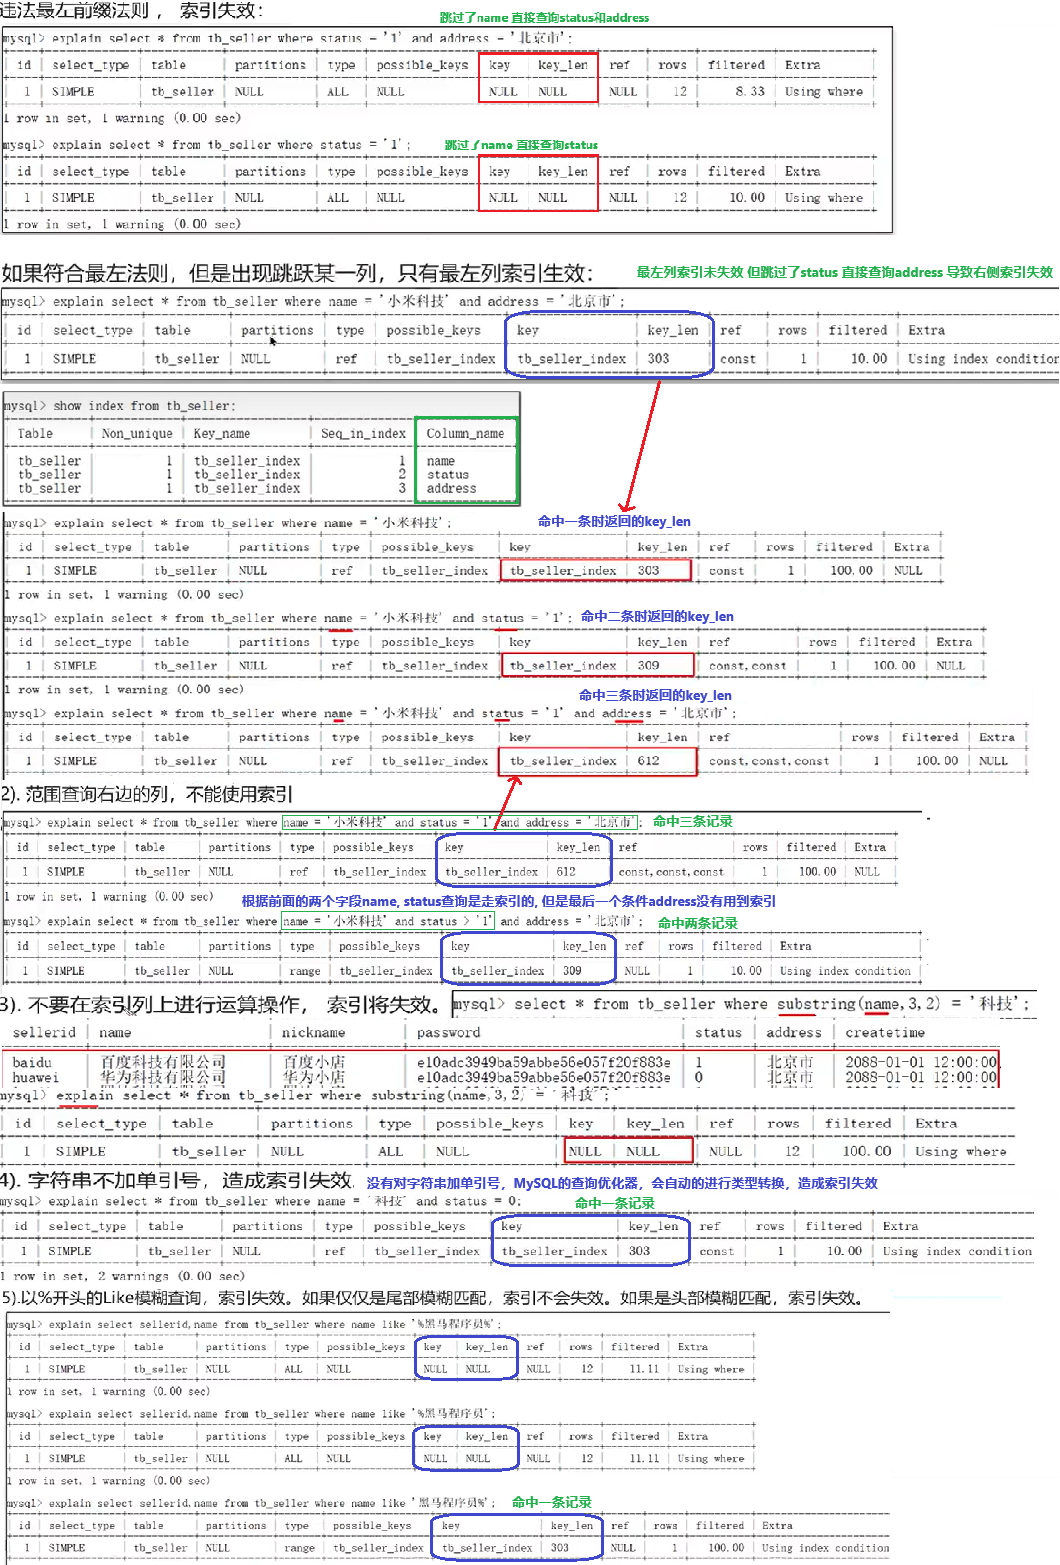 违法最左前缀法则 ， 索引失效：
跳过了name 直接查询status和address
mysql> explain select * from tb_seller where status = '1' and address = '北京市';
id | select_type | table | partitions | type | possible_keys | key | key_len | ref | rows | filtered | Extra
1 | SIMPLE | tb_seller | NULL | ALL | NULL | NULL | NULL | NULL | 12 | 8.33 | Using where
1 row in set, 1 warning (0.00 sec)
mysql> explain select * from tb_seller where status = '1'; 跳过了name 直接查询status
id | select_type | table | partitions | type | possible_keys | key | key_len | ref | rows | filtered | Extra
1 | SIMPLE | tb_seller | NULL | ALL | NULL | NULL | NULL | NULL | 12 | 10.00 | Using where
1 row in set, 1 warning (0.00 sec)
如果符合最左法则，但是出现跳跃某一列，只有最左列索引生效： 最左列索引未失效 但跳过了status 直接查询address 导致右侧索引失效
mysql> explain select * from tb_seller where name = '小米科技' and address = '北京市';
id | select_type | table | partitions | type | possible_keys | key | key_len | ref | rows | filtered | Extra
1 | SIMPLE | tb_seller | NULL | ref | tb_seller_index | tb_seller_index | 303 | const | 1 | 10.00 | Using index condition
mysql> show index from tb_seller;
Table | Non_unique | Key_name | Seq_in_index | Column_name
tb_seller | 1 | tb_seller_index | 1 | name
tb_seller | 1 | tb_seller_index | 2 | status
tb_seller | 1 | tb_seller_index | 3 | address
mysql> explain select * from tb_seller where name = '小米科技'; 命中一条时返回的key_len
id | select_type | table | partitions | type | possible_keys | key | key_len | ref | rows | filtered | Extra
1 | SIMPLE | tb_seller | NULL | ref | tb_seller_index | tb_seller_index | 303 | const | 1 | 100.00 | NULL
1 row in set, 1 warning (0.00 sec)
mysql> explain select * from tb_seller where name = '小米科技' and status = '1'; 命中二条时返回的key_len
id | select_type | table | partitions | type | possible_keys | key | key_len | ref | rows | filtered | Extra
1 | SIMPLE | tb_seller | NULL | ref | tb_seller_index | tb_seller_index | 309 | const,const | 1 | 100.00 | NULL
1 row in set, 1 warning (0.00 sec)
命中三条时返回的key_len
mysql> explain select * from tb_seller where name = '小米科技' and status = '1' and address = '北京市';
id | select_type | table | partitions | type | possible_keys | key | key_len | ref | rows | filtered | Extra
1 | SIMPLE | tb_seller | NULL | ref | tb_seller_index | tb_seller_index | 612 | const,const,const | 1 | 100.00 | NULL
2). 范围查询右边的列，不能使用索引
mysql> explain select * from tb_seller where name = '小米科技' and status = '1' and address = '北京市'; 命中三条记录
id | select_type | table | partitions | type | possible_keys | key | key_len | ref | rows | filtered | Extra
1 | SIMPLE | tb_seller | NULL | ref | tb_seller_index | tb_seller_index | 612 | const,const,const | 1 | 100.00 | NULL
1 row in set, 1 warning (0.00 sec)
根据前面的两个字段name, status查询是走索引的, 但是最后一个条件address没有用到索引
mysql> explain select * from tb_seller where name = '小米科技' and status > '1' and address = '北京市'; 命中两条记录
id | select_type | table | partitions | type | possible_keys | key | key_len | ref | rows | filtered | Extra
1 | SIMPLE | tb_seller | NULL | range | tb_seller_index | tb_seller_index | 309 | NULL | 1 | 10.00 | Using index condition
3). 不要在索引列上进行运算操作， 索引将失效。
mysql> select * from tb_seller where substring(name,3,2) = '科技';
sellerid | name | nickname | password | status | address | createtime
baidu | 百度科技有限公司 | 百度小店 | e10adc3949ba59abbe56e057f20f883e | 1 | 北京市 | 2088-01-01 12:00:00
huawei | 华为科技有限公司 | 华为小店 | e10adc3949ba59abbe56e057f20f883e | 0 | 北京市 | 2088-01-01 12:00:00
mysql> explain select * from tb_seller where substring(name,3,2) = '科技';
id | select_type | table | partitions | type | possible_keys | key | key_len | ref | rows | filtered | Extra
1 | SIMPLE | tb_seller | NULL | ALL | NULL | NULL | NULL | NULL | 12 | 100.00 | Using where
4). 字符串不加单引号，造成索引失效. 没有对字符串加单引号，MySQL的查询优化器，会自动的进行类型转换，造成索引失效
mysql> explain select * from tb_seller where name = '科技' and status = 0; 命中一条记录
id | select_type | table | partitions | type | possible_keys | key | key_len | ref | rows | filtered | Extra
1 | SIMPLE | tb_seller | NULL | ref | tb_seller_index | tb_seller_index | 303 | const | 1 | 10.00 | Using index condition
1 row in set, 2 warnings (0.00 sec)
5).以%开头的Like模糊查询，索引失效。如果仅仅是尾部模糊匹配，索引不会失效。如果是头部模糊匹配，索引失效。
mysql> explain select sellerid,name from tb_seller where name like '%黑马程序员%';
id | select_type | table | partitions | type | possible_keys | key | key_len | ref | rows | filtered | Extra
1 | SIMPLE | tb_seller | NULL | ALL | NULL | NULL | NULL | NULL | 12 | 11.11 | Using where
1 row in set, 1 warning (0.00 sec)
mysql> explain select sellerid,name from tb_seller where name like '%黑马程序员';
id | select_type | table | partitions | type | possible_keys | key | key_len | ref | rows | filtered | Extra
1 | SIMPLE | tb_seller | NULL | ALL | NULL | NULL | NULL | NULL | 12 | 11.11 | Using where
1 row in set, 1 warning (0.00 sec)
mysql> explain select sellerid,name from tb_seller where name like '黑马程序员%'; 命中一条记录
id | select_type | table | partitions | type | possible_keys | key | key_len | ref | rows | filtered | Extra
1 | SIMPLE | tb_seller | NULL | range | tb_seller_index | tb_seller_index | 303 | NULL | 1 | 100.00 | Using index condition